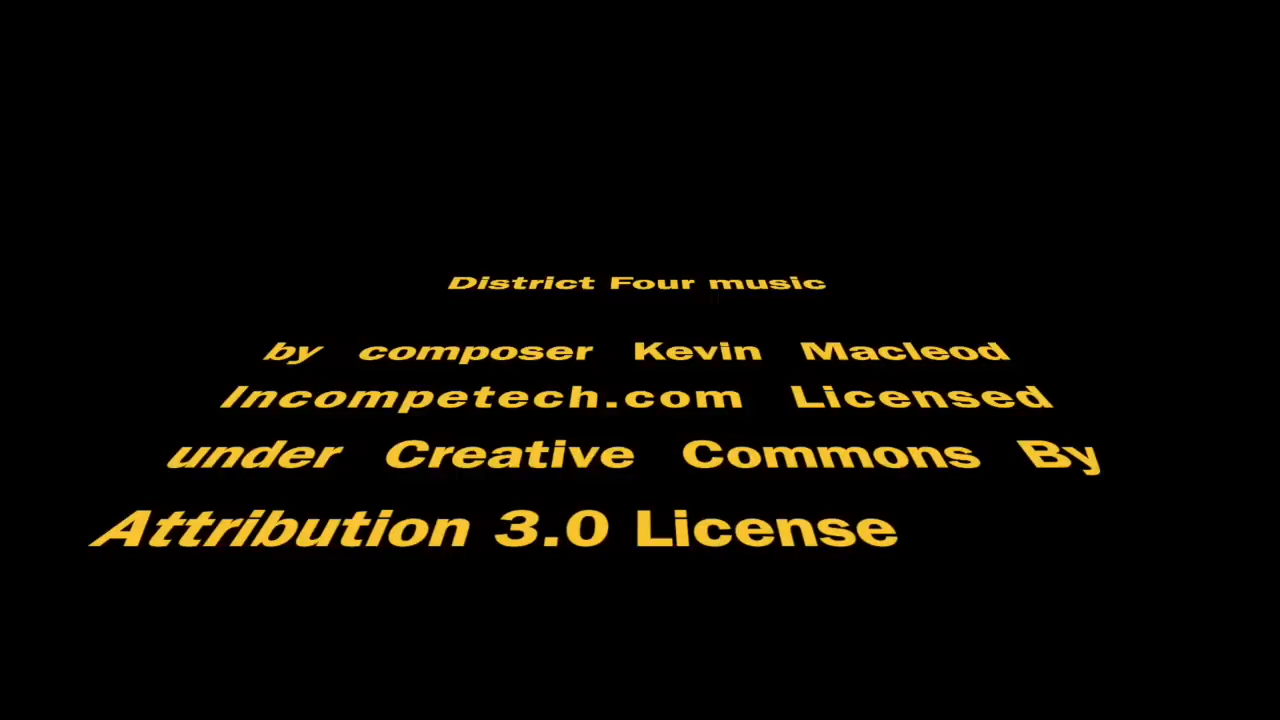 District Four music
by composer Kevin Macleod
Incompetech.com Licensed
under Creative Commons By
Attribution 3.0 License